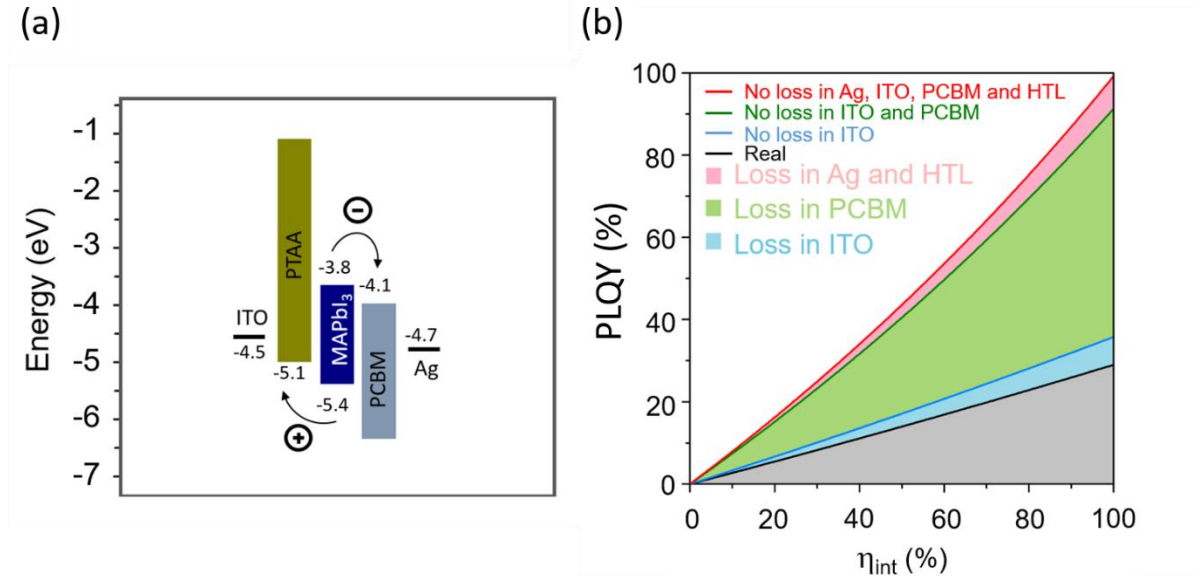 (a)
Energy (eV)
-1
-2
-3
-4
-5
-6
-7
ITO
-4.5
PTAA
-5.1
-3.8
MAPbI₃
-5.4
-4.1
PCBM
-4.7
Ag
(b)
PLQY (%)
100
80
60
40
20
0
No loss in Ag, ITO, PCBM and HTL
No loss in ITO and PCBM
No loss in ITO
Real
Loss in Ag and HTL
Loss in PCBM
Loss in ITO
0 20 40 60 80 100
ηint (%)